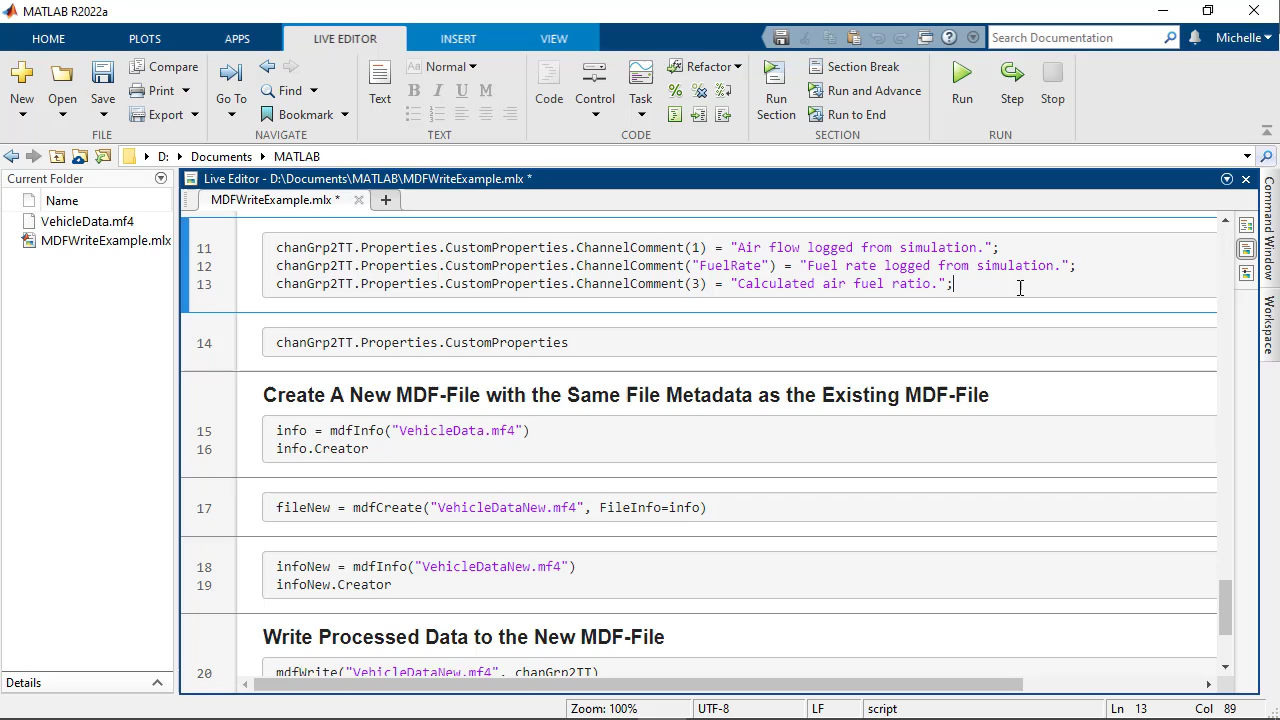 MATLAB R2022a
HOME PLOTS APPS LIVE EDITOR INSERT VIEW Search Documentation Michelle
New Open Save Compare Print Export Go To Find Bookmark Text Aa Normal B I U M Code Control Task Refactor Run Section Section Break Run and Advance Run to End Run Step Stop
FILE NAVIGATE TEXT CODE SECTION RUN
D: Documents MATLAB
Current Folder
Live Editor - D:\Documents\MATLAB\MDFWriteExample.mlx *
Name
MDFWriteExample.mlx *
VehicleData.mf4
MDFWriteExample.mlx
11 chanGrp2TT.Properties.CustomProperties.ChannelComment(1) = "Air flow logged from simulation.";
12 chanGrp2TT.Properties.CustomProperties.ChannelComment("FuelRate") = "Fuel rate logged from simulation.";
13 chanGrp2TT.Properties.CustomProperties.ChannelComment(3) = "Calculated air fuel ratio.";
14 chanGrp2TT.Properties.CustomProperties
Create A New MDF-File with the Same File Metadata as the Existing MDF-File
15 info = mdfInfo("VehicleData.mf4")
16 info.Creator
17 fileNew = mdfCreate("VehicleDataNew.mf4", FileInfo=info)
18 infoNew = mdfInfo("VehicleDataNew.mf4")
19 infoNew.Creator
Write Processed Data to the New MDF-File
20 mdfWrite("VehicleDataNew.mf4", chanGrp2TT)
Command Window
Workspace
Details
Zoom: 100% UTF-8 LF script Ln 13 Col 89